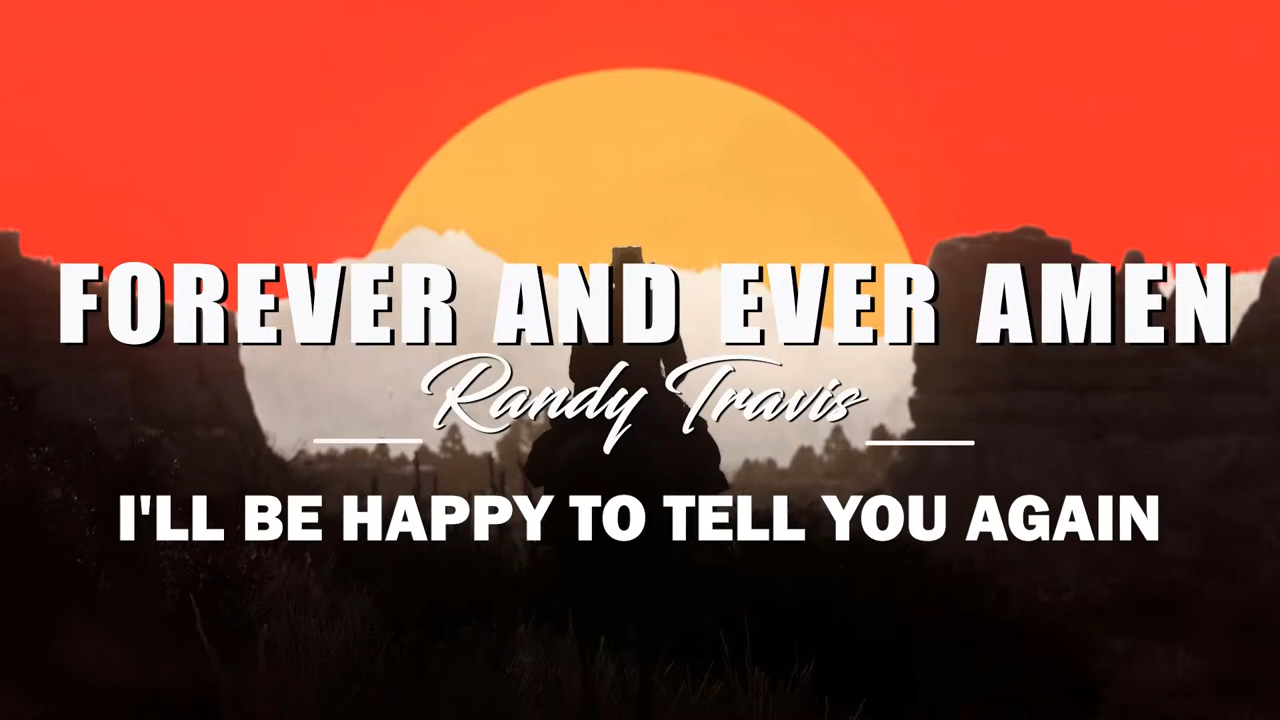 FOREVER AND EVER AMEN
Randy Travis
I'LL BE HAPPY TO TELL YOU AGAIN